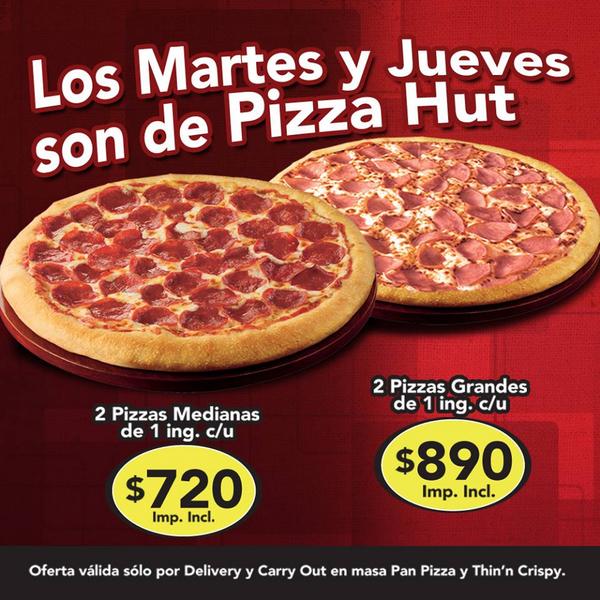 Los Martes y Jueves
son de Pizza Hut
2 Pizzas Medianas
de 1 ing. c/u
$720
Imp. Incl.
2 Pizzas Grandes
de 1 ing. c/u
$890
Imp. Incl.
Oferta válida sólo por Delivery y Carry Out en masa Pan Pizza y Thin'n Crispy.